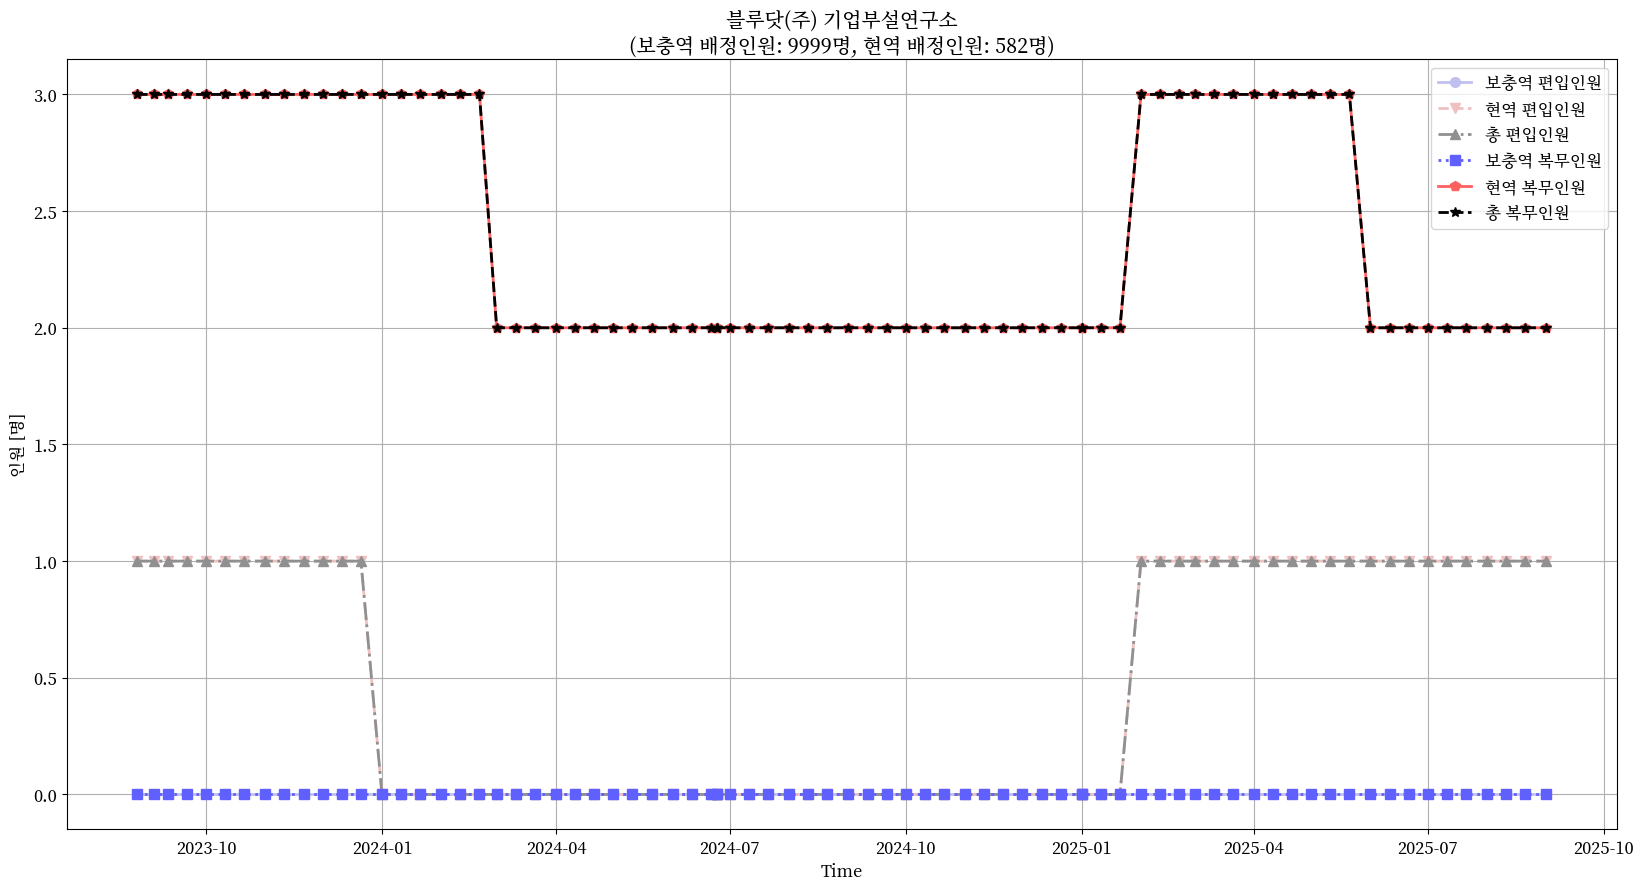 블루닷(주) 기업부설연구소
(보충역 배정인원: 9999명, 현역 배정인원: 582명)
보충역 편입인원
현역 편입인원
총 편입인원
보충역 복무인원
현역 복무인원
총 복무인원
인원 [명]
3.0
2.5
2.0
1.5
1.0
0.5
0.0
2023-10
2024-01
2024-04
2024-07
2024-10
2025-01
2025-04
2025-07
2025-10
Time